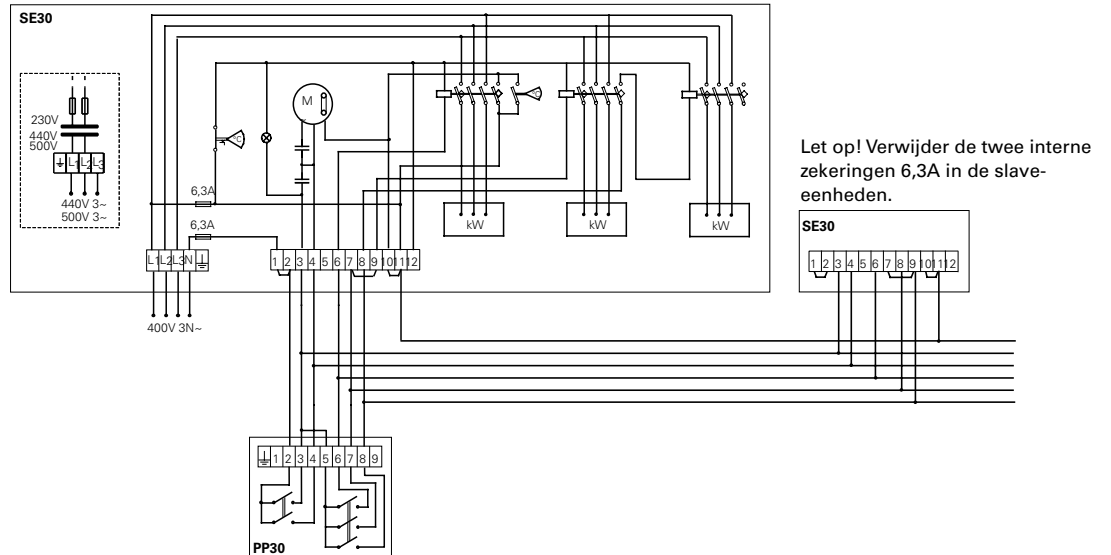 SE30
230V
440V
500V
L1 L2 L3
440V 3~
500V 3~
°C
M
°C
6,3A
6,3A
kW
kW
kW
L1 L2 L3 N
1 2 3 4 5 6 7 8 9 10 11 12
400V 3N~
Let op! Verwijder de twee interne
zekeringen 6,3A in de slave-
eenheden.
SE30
1 2 3 4 5 6 7 8 9 10 11 12
1 2 3 4 5 6 7 8 9
PP30